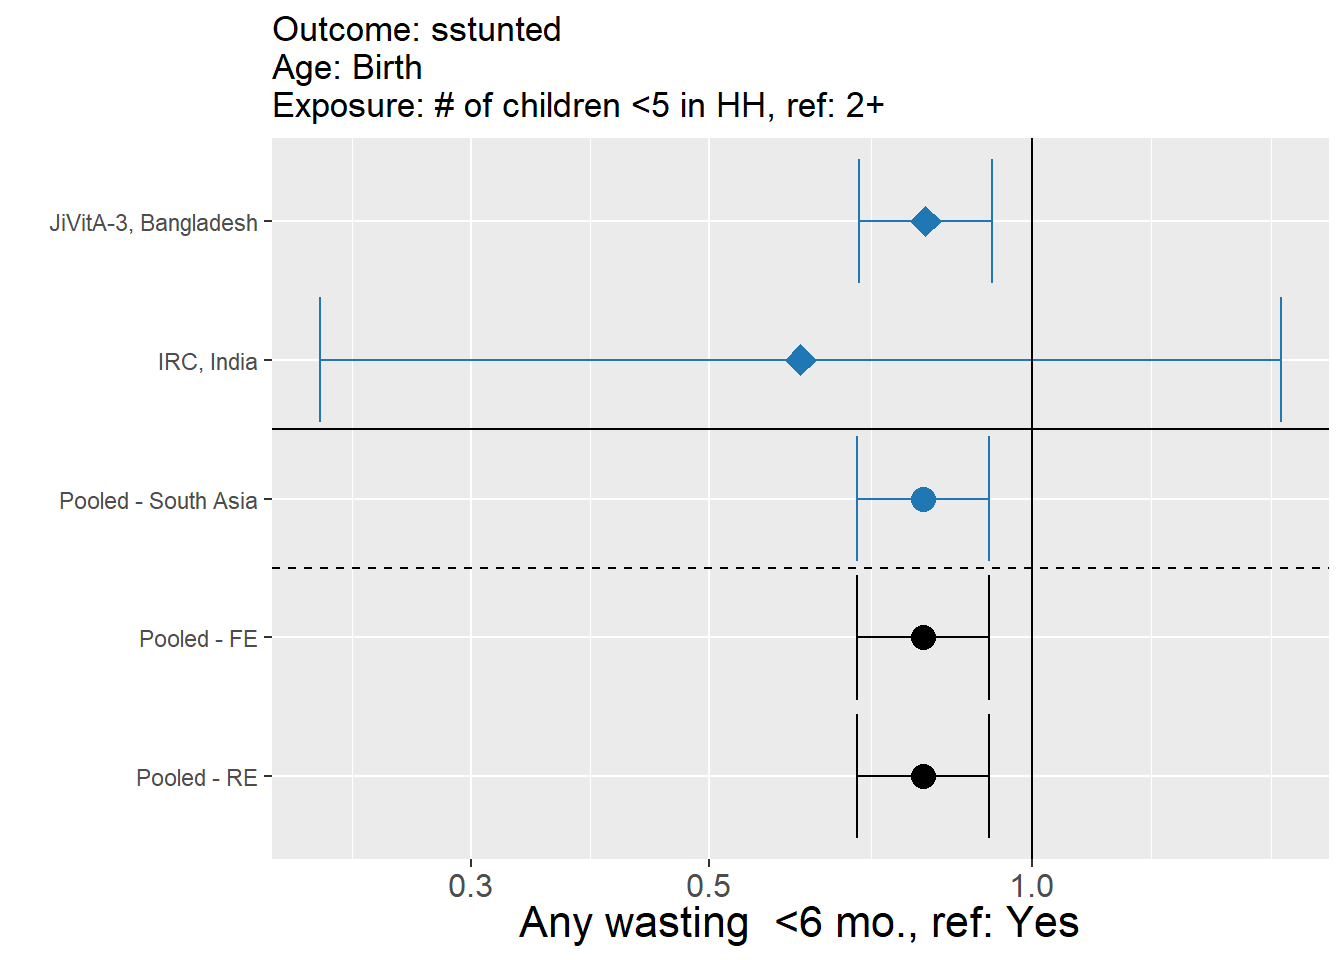 Outcome: sstunted
Age: Birth
Exposure: # of children <5 in HH, ref: 2+
JiVitA-3, Bangladesh
IRC, India
Pooled - South Asia
Pooled - FE
Pooled - RE
0.3 0.5 1.0
Any wasting  <6 mo., ref: Yes